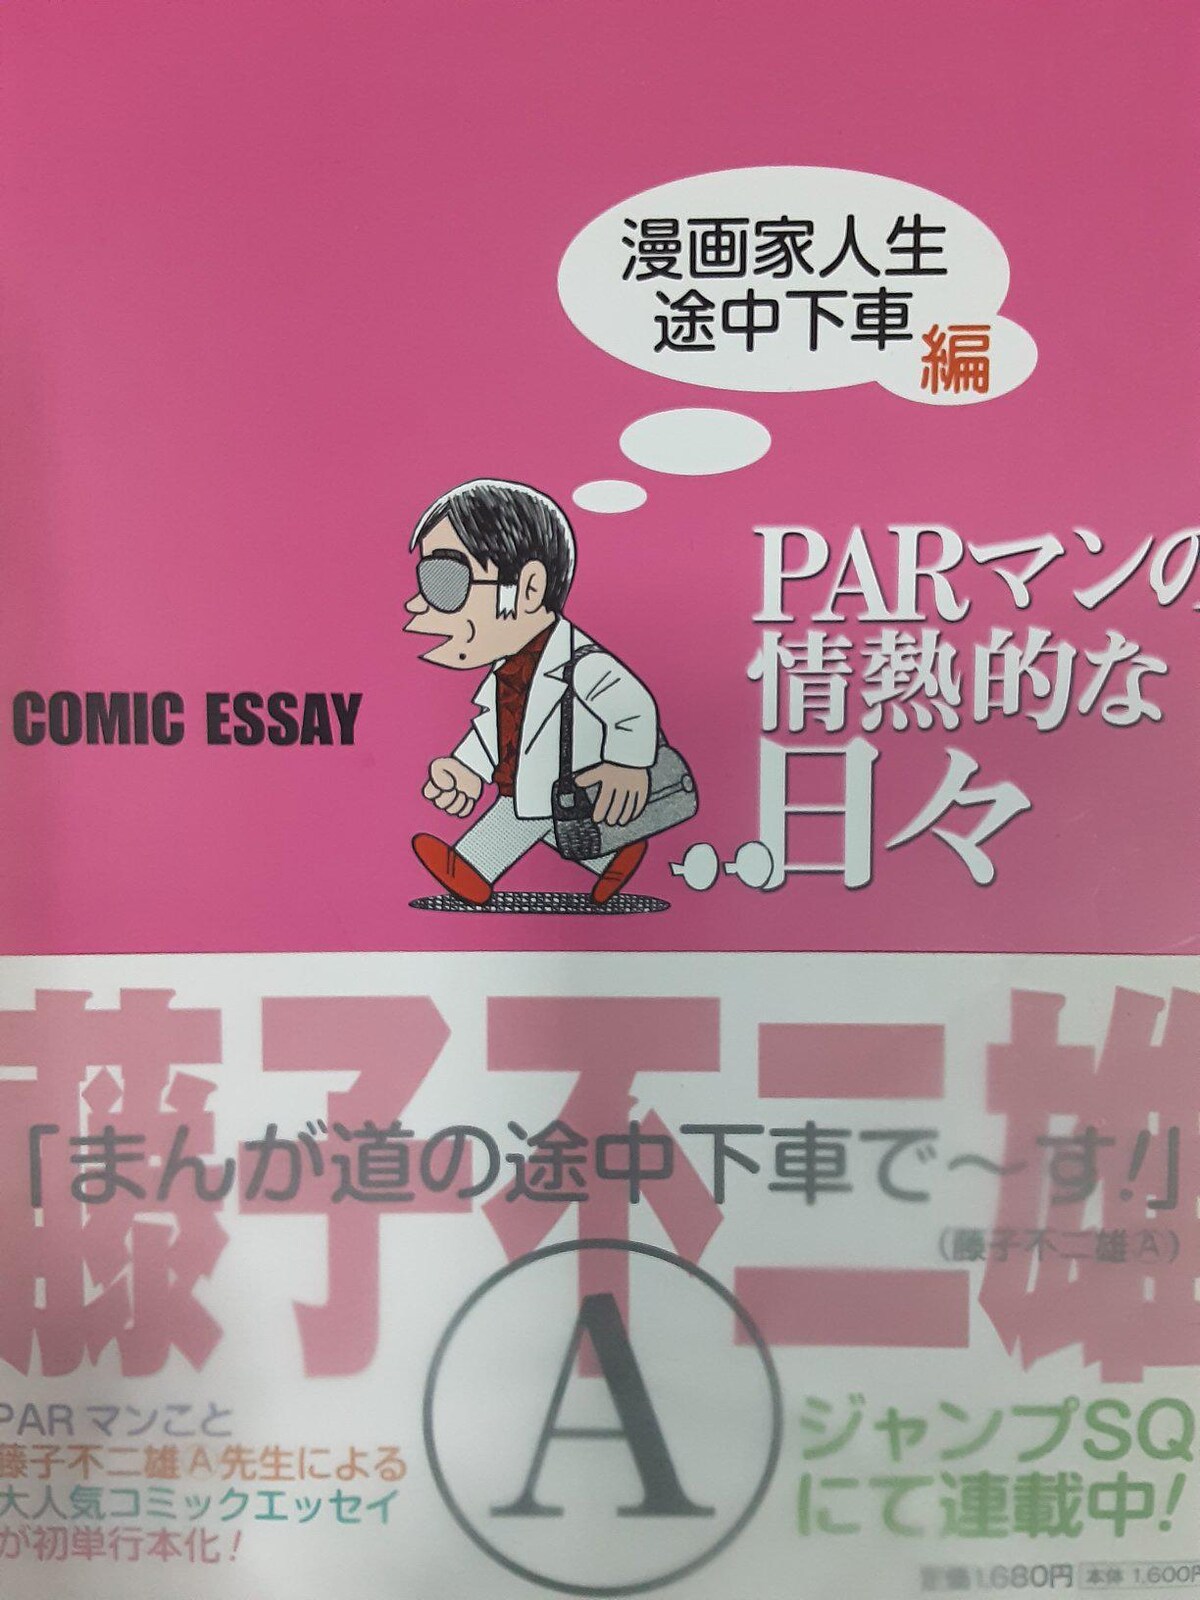 漫画家人生
途中下車編
PARマンの
情熱的な
日々
COMIC ESSAY
藤子不二雄
Ⓐ
「まんが道の途中下車で～す!」
(藤子不二雄Ⓐ)
PARマンこと
藤子不二雄Ⓐ先生による
大人気コミックエッセイ
が初単行本化!
ジャンプSQ
にて連載中!
定価1,680円 本体 1,600円